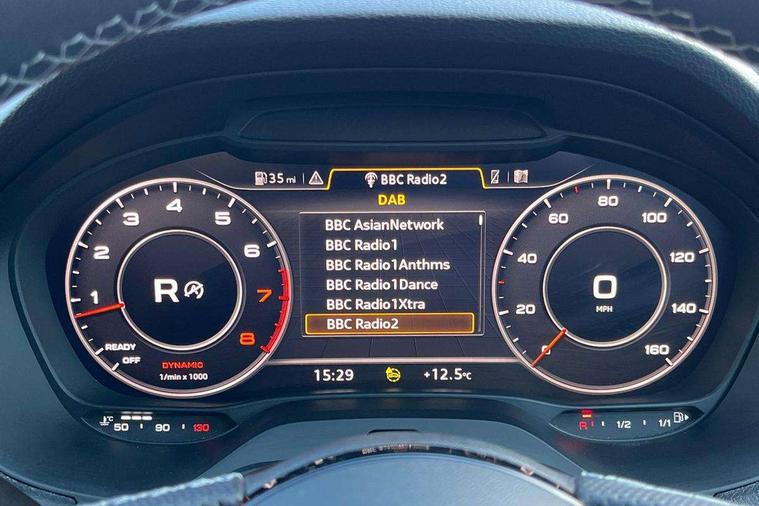 35 mi BBC Radio2
DAB
BBC AsianNetwork
BBC Radio1
BBC Radio1Anthms
BBC Radio1Dance
BBC Radio1Xtra
BBC Radio2
1 2 3 4 5 6 7 8
R A
READY
OFF
DYNAMIC
1/min x 1000
0 20 40 60 80 100 120 140 160
0
MPH
15:29 +12.5°C
°C
50 90 130
R 1/2 1/1